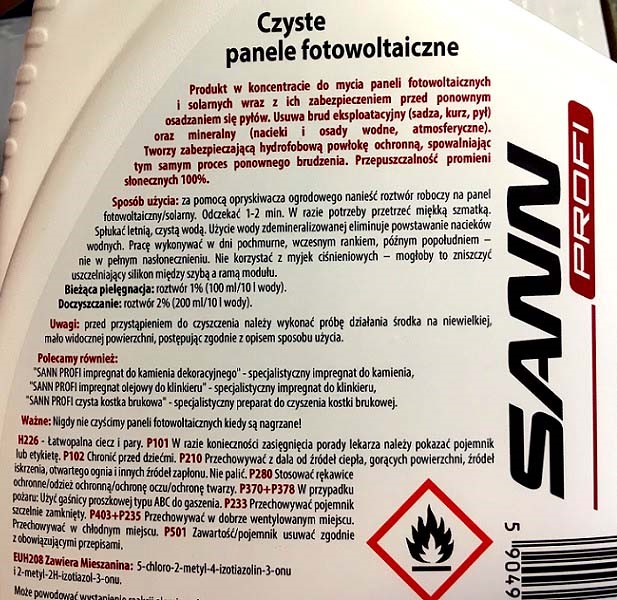 Czyste
panele fotowoltaiczne
Produkt w koncentracie do mycia paneli fotowoltaicznych
i solarnych wraz z ich zabezpieczeniem przed ponownym
osadzaniem się pyłów. Usuwa brud eksploatacyjny (sadza, kurz, pył)
oraz mineralny (nacieki i osady wodne, atmosferyczne).
Tworzy zabezpieczającą hydrofobową powłokę ochronną, spowalniając
tym samym proces ponownego brudzenia. Przepuszczalność promieni
słonecznych 100%.
Sposób użycia: za pomocą opryskiwacza ogrodowego nanieść roztwór roboczy na panel
fotowoltaiczny/solarny. Odczekać 1-2 min. W razie potrzeby przetrzeć miękką szmatką.
Spłukać letnią, czystą wodą. Użycie wody zdemineralizowanej eliminuje powstawanie nacieków
wodnych. Pracę wykonywać w dni pochmurne, wczesnym rankiem, późnym popołudniem –
nie w pełnym nasłonecznieniu. Nie korzystać z myjek ciśnieniowych – mogłoby to zniszczyć
uszczelniający silikon między szybą a ramą modułu.
Bieżąca pielęgnacja: roztwór 1% (100 ml/10 l wody).
Doczyszczanie: roztwór 2% (200 ml/10 l wody).
Uwagi: przed przystąpieniem do czyszczenia należy wykonać próbę działania środka na niewielkiej,
mało widocznej powierzchni, postępując zgodnie z opisem sposobu użycia.
Polecamy również:
"SANN PROFI impregnat do kamienia dekoracyjnego" - specjalistyczny impregnat do kamienia,
"SANN PROFI impregnat olejowy do klinkieru" - specjalistyczny impregnat do klinkieru,
"SANN PROFI czysta kostka brukowa" - specjalistyczny preparat do czyszenia kostki brukowej.
Ważne: Nigdy nie czyścimy paneli fotowoltaicznych kiedy są nagrzane!
H226 - Łatwopalna ciecz i pary. P101 W razie konieczności zasięgnięcia porady lekarza należy pokazać pojemnik
lub etykietę. P102 Chronić przed dziećmi. P210 Przechowywać z dala od źródeł ciepła, gorących powierzchni, źródeł
iskrzenia, otwartego ognia i innych źródeł zapłonu. Nie palić. P280 Stosować rękawice
ochronne/odzież ochronną/ochronę oczu/ochronę twarzy. P370+P378 W przypadku
pożaru: Użyć gaśnicy proszkowej typu ABC do gaszenia. P233 Przechowywać pojemnik
szczelnie zamknięty. P403+P235 Przechowywać w dobrze wentylowanym miejscu.
Przechowywać w chłodnym miejscu. P501 Zawartość/pojemnik usuwać zgodnie
z obowiązującymi przepisami.
EUH208 Zawiera Mieszanina: 5-chloro-2-metyl-4-izotiazolin-3-onu
i 2-metyl-2H-izotiazol-3-onu.
Może powodować wystąpienie reakcji
SANN
PROFI
5 9049